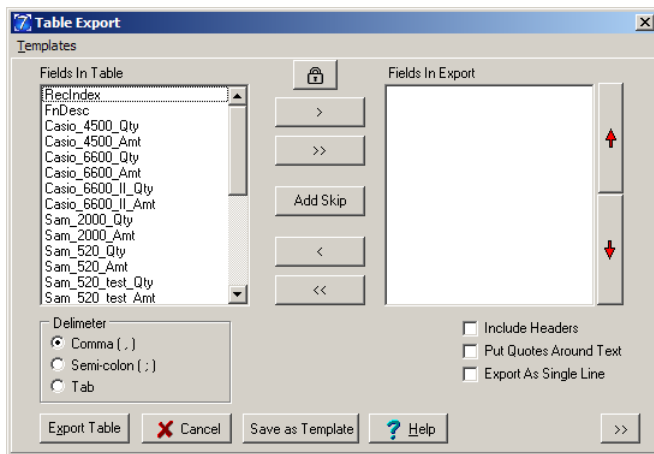 Table Export
Templates
Fields In Table
RecIndex
FnDesc
Casio_4500_Qty
Casio_4500_Amt
Casio_6600_Qty
Casio_6600_Amt
Casio_6600_II_Qty
Casio_6600_II_Amt
Sam_2000_Qty
Sam_2000_Amt
Sam_520_Qty
Sam_520_Amt
Sam_520_test_Qty
Sam_520_test_Amt
>
>>
Add Skip
<
<<
Fields In Export
Delimeter
Comma ( , )
Semi-colon ( ; )
Tab
Include Headers
Put Quotes Around Text
Export As Single Line
Export Table
Cancel
Save as Template
? Help
>>